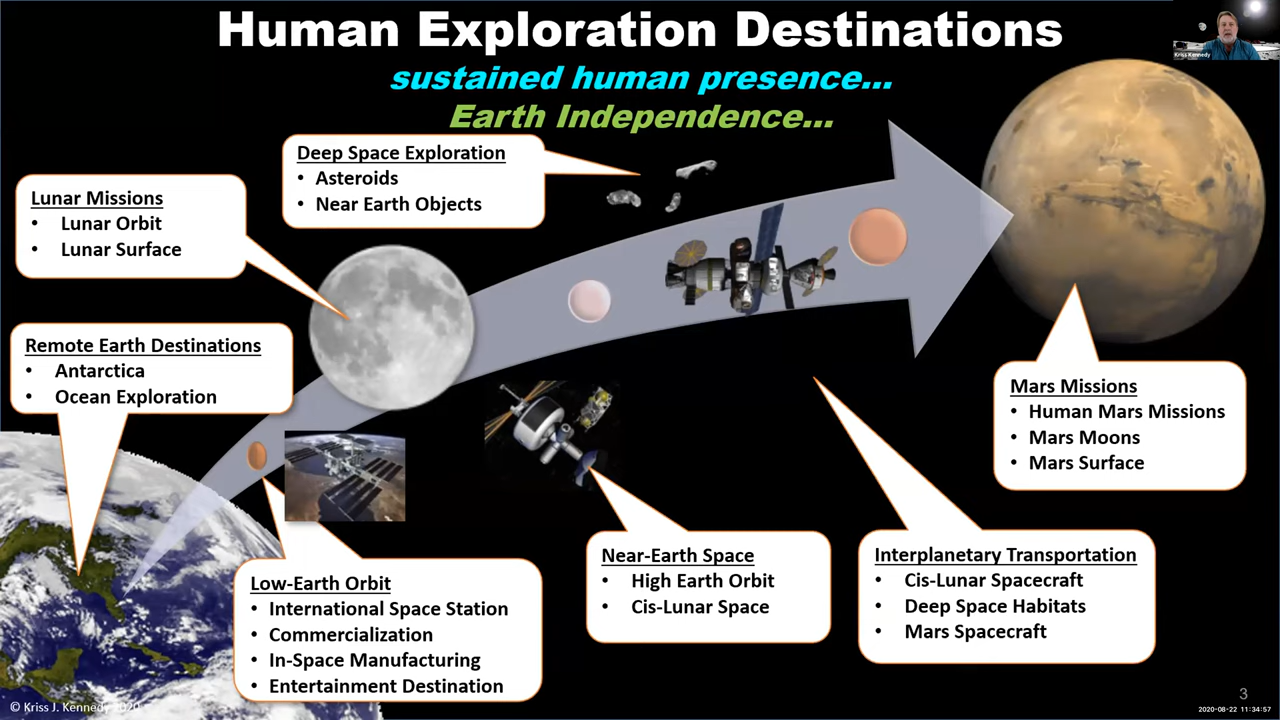 Human Exploration Destinations
sustained human presence...
Earth Independence...
Kriss Kennedy
Deep Space Exploration
• Asteroids
• Near Earth Objects
Lunar Missions
• Lunar Orbit
• Lunar Surface
Remote Earth Destinations
• Antarctica
• Ocean Exploration
Mars Missions
• Human Mars Missions
• Mars Moons
• Mars Surface
Low-Earth Orbit
• International Space Station
• Commercialization
• In-Space Manufacturing
• Entertainment Destination
Near-Earth Space
• High Earth Orbit
• Cis-Lunar Space
Interplanetary Transportation
• Cis-Lunar Spacecraft
• Deep Space Habitats
• Mars Spacecraft
© Kriss J. Kennedy 2020
3
2020-08-22 11:34:57